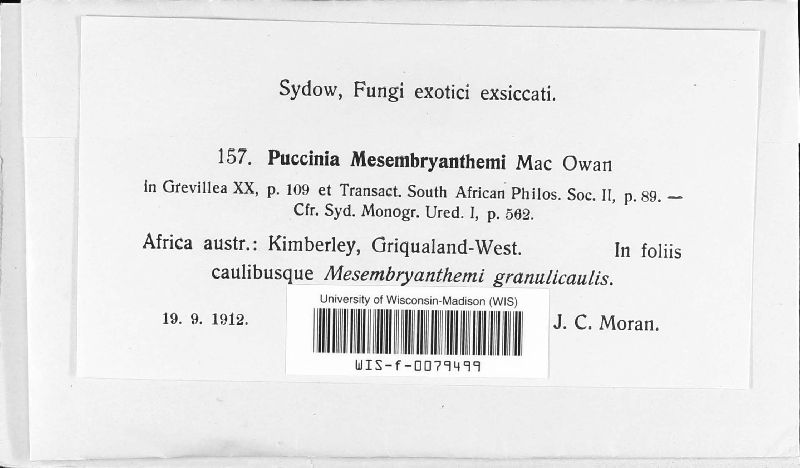 Sydow, Fungi exotici exsiccati.
157. Puccinia Mesembryanthemi Mac Owan
in Grevillea XX, p. 109 et Transact. South African Philos. Soc. II, p. 89. —
Cfr. Syd. Monogr. Ured. I, p. 562.
Africa austr.: Kimberley, Griqualand-West. In foliis
caulibusque Mesembryanthemi granulicaulis.
19. 9. 1912. J. C. Moran.
University of Wisconsin-Madison (WIS)
WIS-f-0079499